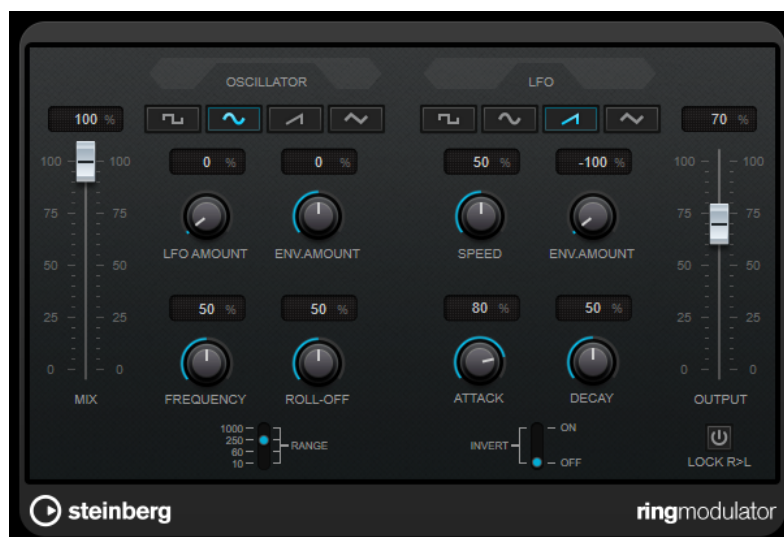 OSCILLATOR
LFO
100 %
70 %
0 %
0 %
50 %
-100 %
100 100
75 75
50 50
25 25
0 0
MIX
LFO AMOUNT
ENV.AMOUNT
SPEED
ENV.AMOUNT
100 100
75 75
50 50
25 25
0 0
OUTPUT
50 %
50 %
80 %
50 %
FREQUENCY
ROLL-OFF
ATTACK
DECAY
1000
250
60
10
RANGE
INVERT
ON
OFF
LOCK R>L
steinberg
ringmodulator